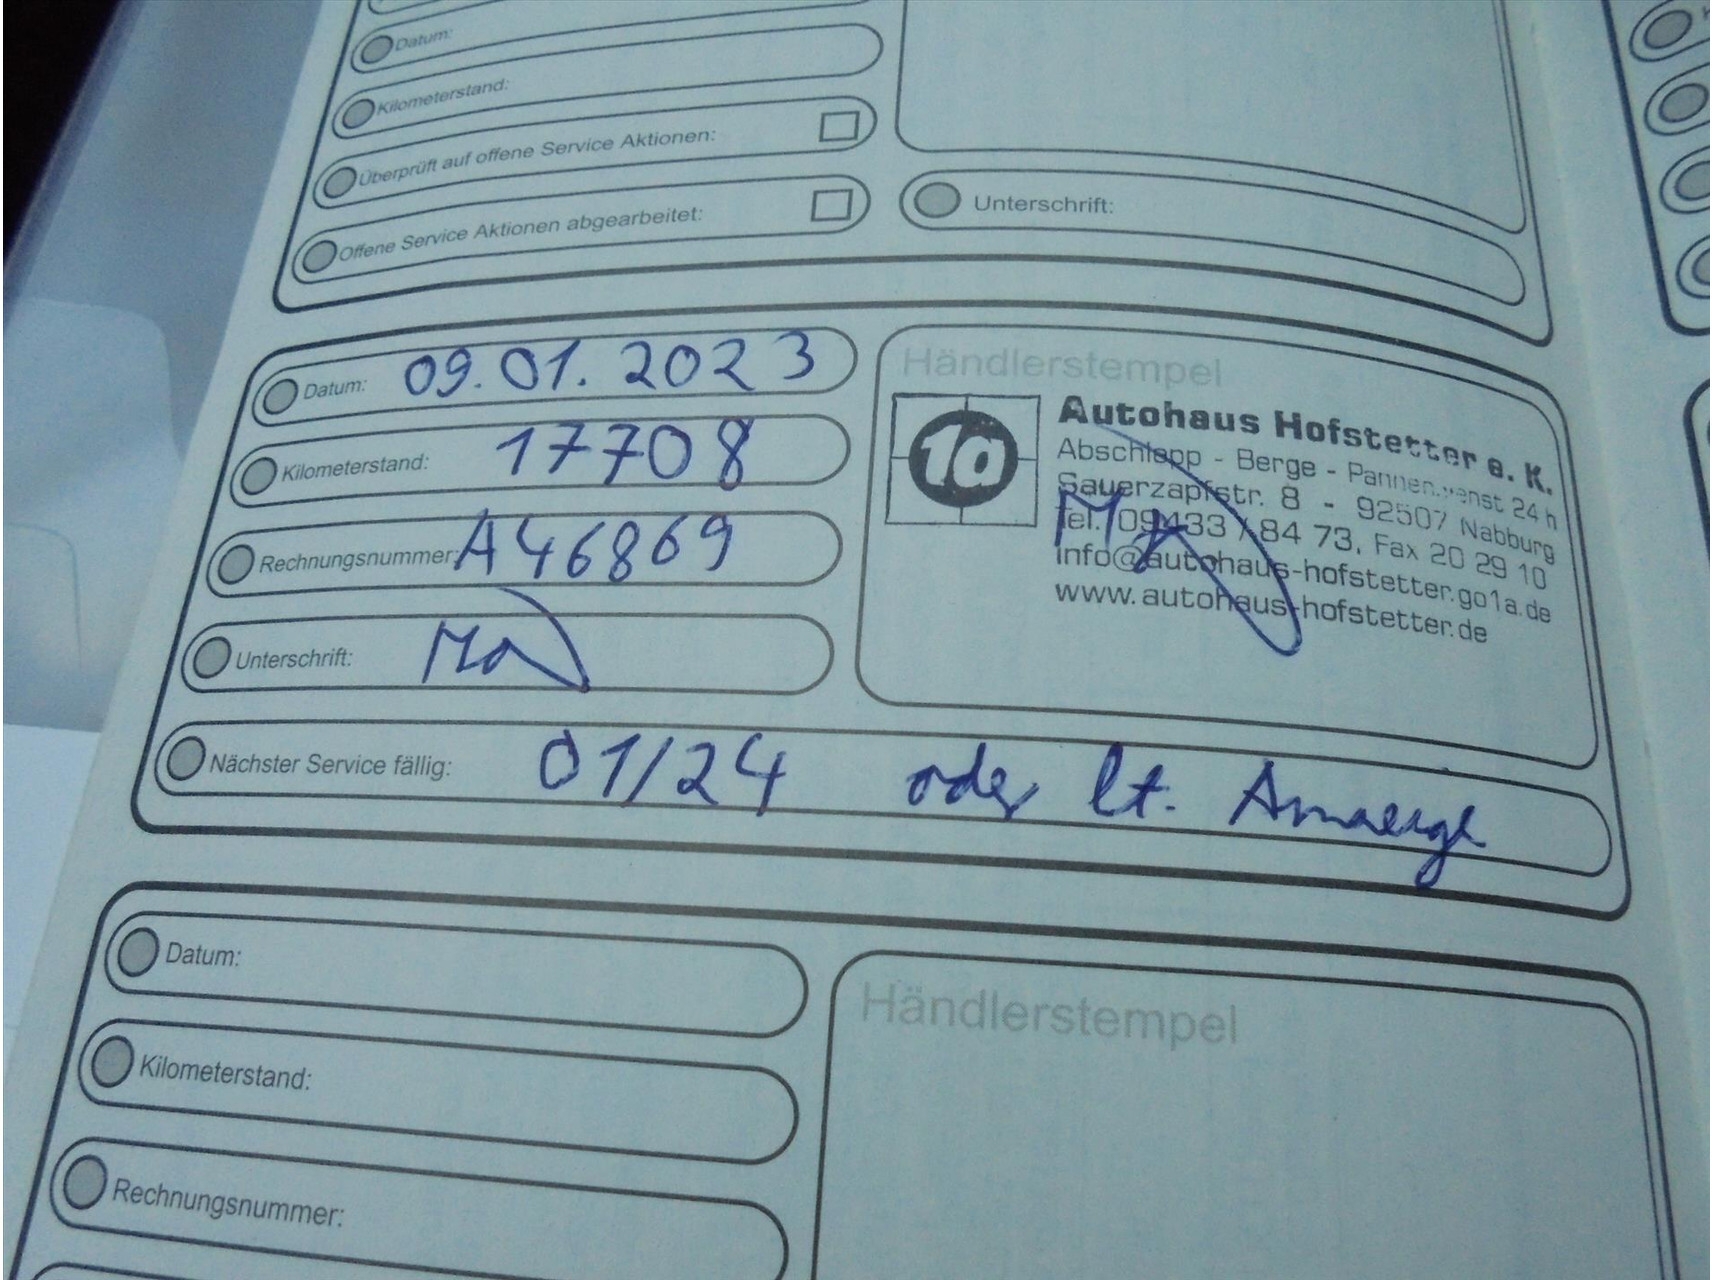 Datum:
Kilometerstand:
Überprüft auf offene Service Aktionen:
Offene Service Aktionen abgearbeitet:
Unterschrift:
Datum: 09.01.2023
Kilometerstand: 17708
Rechnungsnummer: A46869
Unterschrift:
Händlerstempel
1a
Autohaus Hofstetter e. K.
Abschlepp - Berge - Pannendienst 24 h
Sauerzapfstr. 8 - 92507 Nabburg
Tel. 09433 / 84 73, Fax 20 29 10
info@autohaus-hofstetter.go1a.de
www.autohaus-hofstetter.de
Nächster Service fällig: 01/24 oder lt. Anzeige
Datum:
Kilometerstand:
Rechnungsnummer:
Händlerstempel